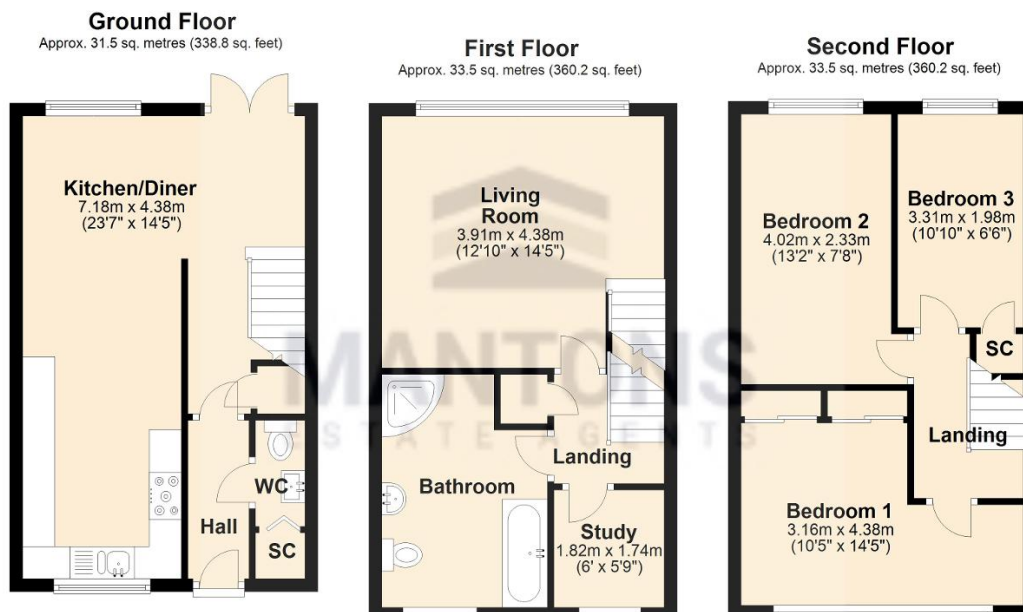 Ground Floor
Approx. 31.5 sq. metres (338.8 sq. feet)
Kitchen/Diner
7.18m x 4.38m
(23'7" x 14'5")
WC
Hall
SC
First Floor
Approx. 33.5 sq. metres (360.2 sq. feet)
Living
Room
3.91m x 4.38m
(12'10" x 14'5")
Landing
Bathroom
Study
1.82m x 1.74m
(6' x 5'9")
Second Floor
Approx. 33.5 sq. metres (360.2 sq. feet)
Bedroom 2
4.02m x 2.33m
(13'2" x 7'8")
Bedroom 3
3.31m x 1.98m
(10'10" x 6'6")
SC
Landing
Bedroom 1
3.16m x 4.38m
(10'5" x 14'5")
MANTONS
ESTATE AGENTS